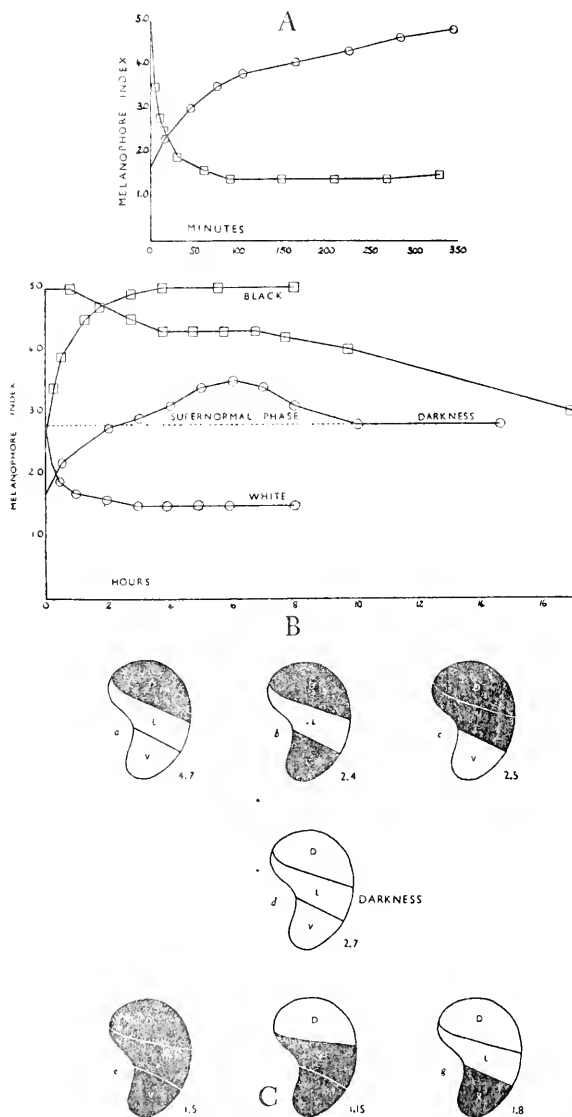 A
5.0
4.0
3.0
2.0
1.0
MELANOPHORE INDEX
MINUTES
0 50 100 150 200 250 300 350
5.0
BLACK
4.0
3.0
SUPERNORMAL PHASE DARKNESS
2.0
WHITE
1.0
MELANOPHORE INDEX
HOURS
0 2 4 6 8 10 12 14 16
B
a L V 4.7
b L 2.4
c D V 2.5
d D L V DARKNESS 2.7
e V 1.5
C
D 1.15
g D L V 1.8